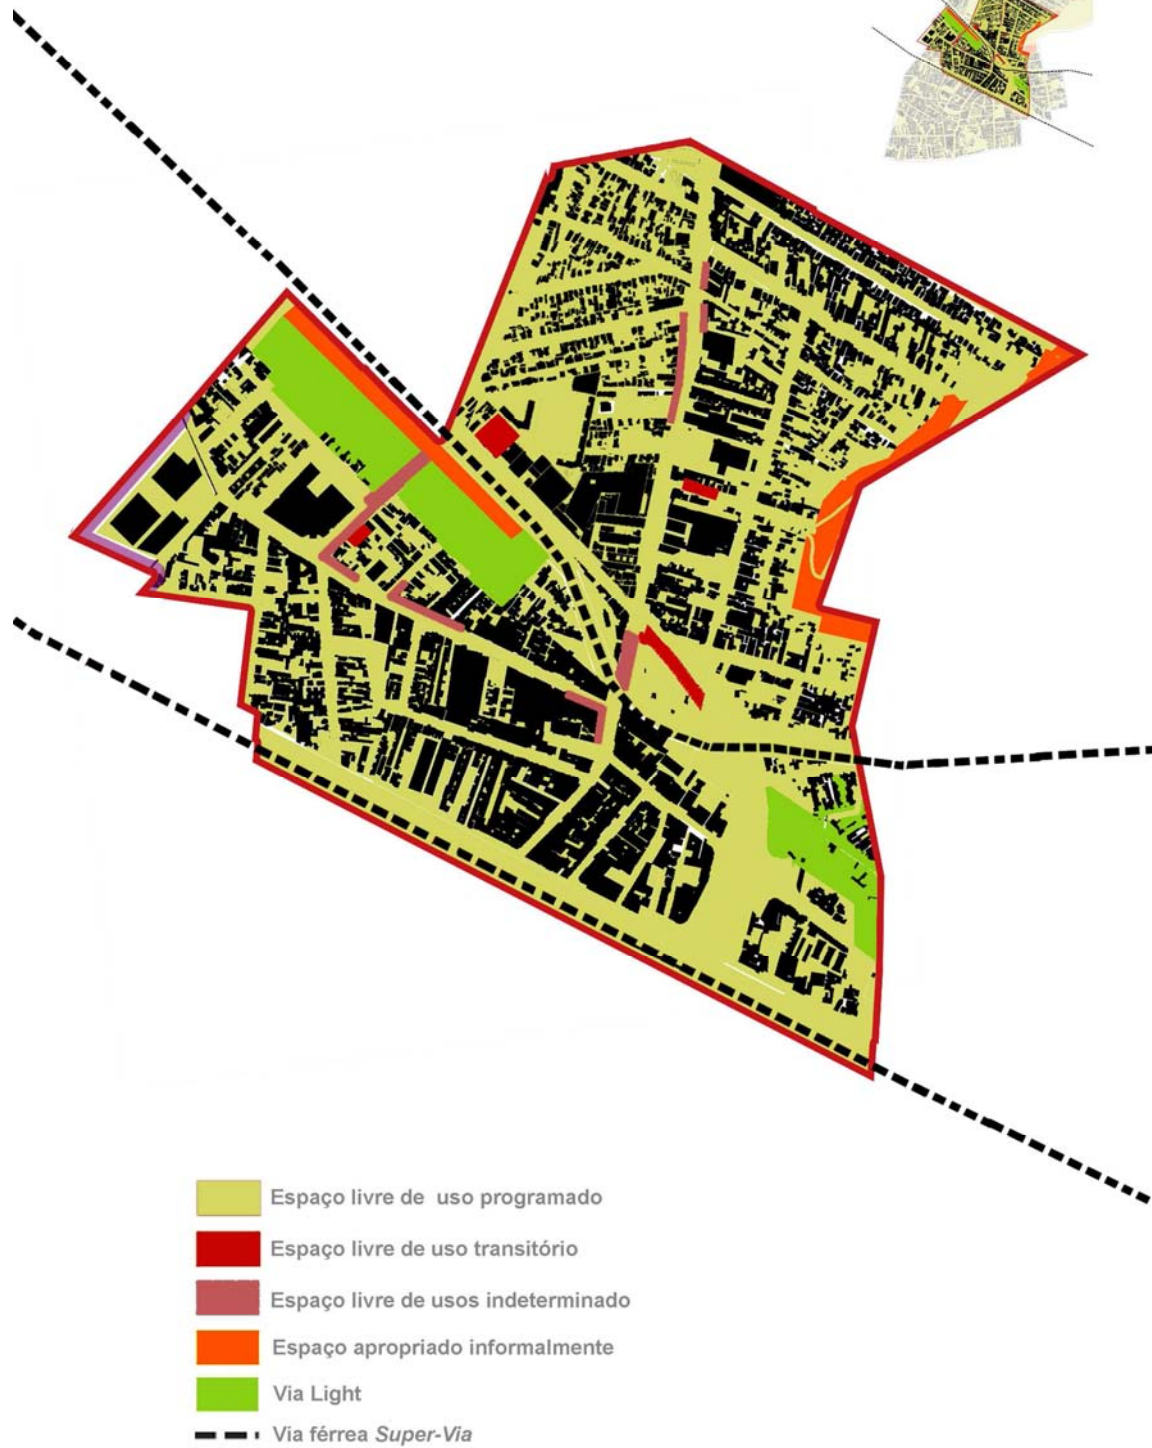 Espaço livre de uso programado
Espaço livre de uso transitório
Espaço livre de usos indeterminado
Espaço apropriado informalmente
Via Light
Via férrea Super-Via